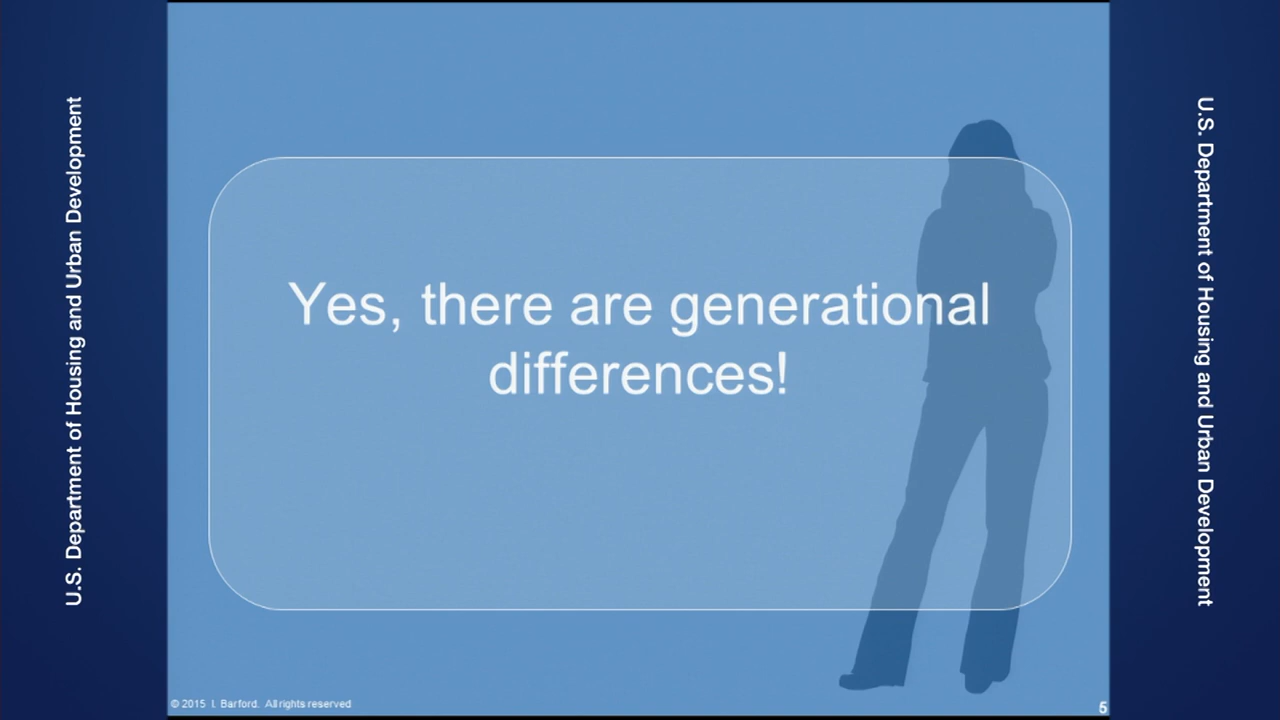 U.S. Department of Housing and Urban Development
Yes, there are generational
differences!
© 2015 I. Barford. All rights reserved
5
U.S. Department of Housing and Urban Development